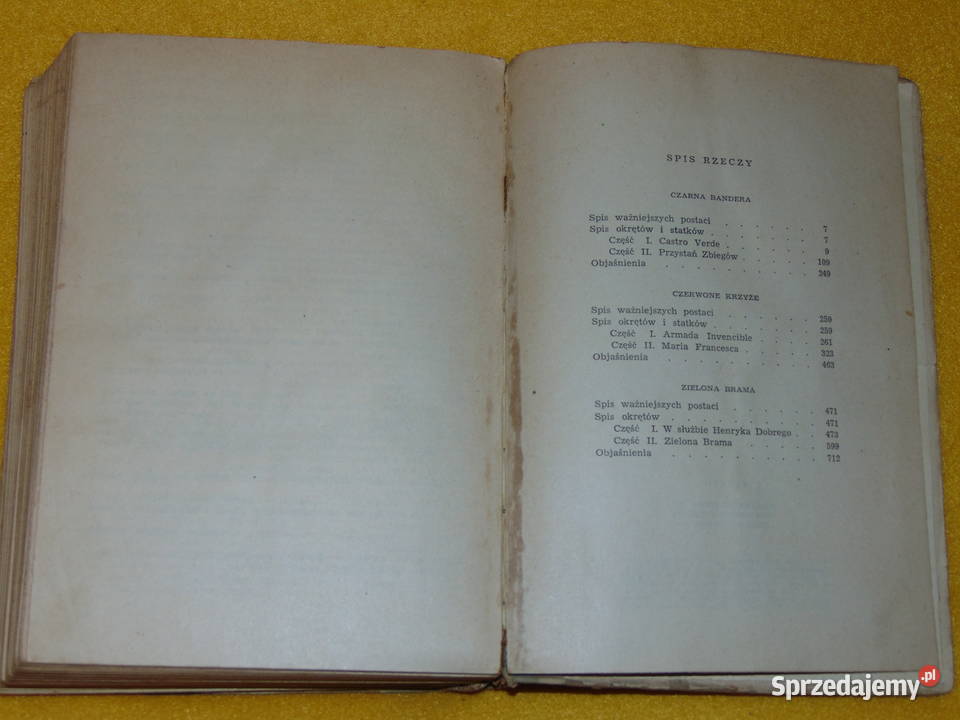 SPIS RZECZY
CZARNA BANDERA
Spis ważniejszych postaci . . . . . . 7
Spis okrętów i statków . . . . . . 7
Część I. Castro Verde . . . . . 9
Część II. Przystań Zbiegów . . . . 109
Objaśnienia . . . . . . . . 249
CZERWONE KRZYŻE
Spis ważniejszych postaci . . . . . 259
Spis okrętów i statków . . . . . . 259
Część I. Armada Invencible . . . . 261
Część II. Maria Francesca . . . . . 323
Objaśnienia . . . . . . . . 463
ZIELONA BRAMA
Spis ważniejszych postaci . . . . . 471
Spis okrętów . . . . . . . . 471
Część I. W służbie Henryka Dobrego . . 473
Część II. Zielona Brama . . . . . 599
Objaśnienia . . . . . . . . 712
Sprzedajemy.pl